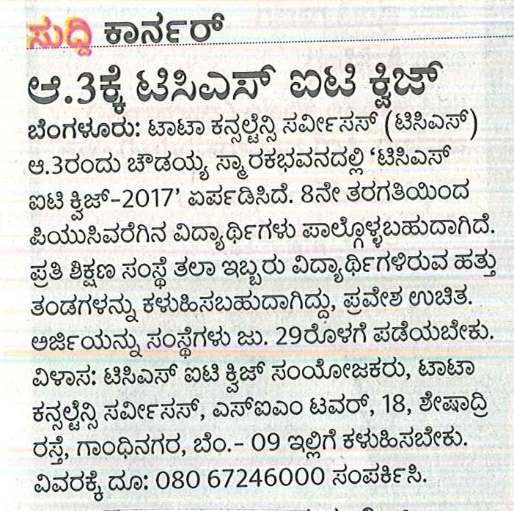 ಸುದ್ದಿ ಕಾರ್ನರ್
ಆ.3ಕ್ಕೆ ಟಿಸಿಎಸ್ ಐಟಿ ಕ್ವಿಜ್
ಬೆಂಗಳೂರು: ಟಾಟಾ ಕನ್ಸಲ್ಟೆನ್ಸಿ ಸರ್ವೀಸಸ್ (ಟಿಸಿಎಸ್)
ಆ.3ರಂದು ಚೌಡಯ್ಯ ಸ್ಮಾರಕಭವನದಲ್ಲಿ ‘ಟಿಸಿಎಸ್
ಐಟಿ ಕ್ವಿಜ್-2017’ ಏರ್ಪಡಿಸಿದೆ. 8ನೇ ತರಗತಿಯಿಂದ
ಪಿಯುಸಿವರೆಗಿನ ವಿದ್ಯಾರ್ಥಿಗಳು ಪಾಲ್ಗೊಳ್ಳಬಹುದಾಗಿದೆ.
ಪ್ರತಿ ಶಿಕ್ಷಣ ಸಂಸ್ಥೆ ತಲಾ ಇಬ್ಬರು ವಿದ್ಯಾರ್ಥಿಗಳಿರುವ ಹತ್ತು
ತಂಡಗಳನ್ನು ಕಳುಹಿಸಬಹುದಾಗಿದ್ದು, ಪ್ರವೇಶ ಉಚಿತ.
ಅರ್ಜಿಯನ್ನು ಸಂಸ್ಥೆಗಳು ಜು. 29ರೊಳಗೆ ಪಡೆಯಬೇಕು.
ವಿಳಾಸ: ಟಿಸಿಎಸ್ ಐಟಿ ಕ್ವಿಜ್ ಸಂಯೋಜಕರು, ಟಾಟಾ
ಕನ್ಸಲ್ಟೆನ್ಸಿ ಸರ್ವೀಸಸ್, ಎಸ್‌ಐಎಂ ಟವರ್, 18, ಶೇಷಾದ್ರಿ
ರಸ್ತೆ, ಗಾಂಧಿನಗರ, ಬೆಂ.- 09 ಇಲ್ಲಿಗೆ ಕಳುಹಿಸಬೇಕು.
ವಿವರಕ್ಕೆ ದೂ: 080 67246000 ಸಂಪರ್ಕಿಸಿ.